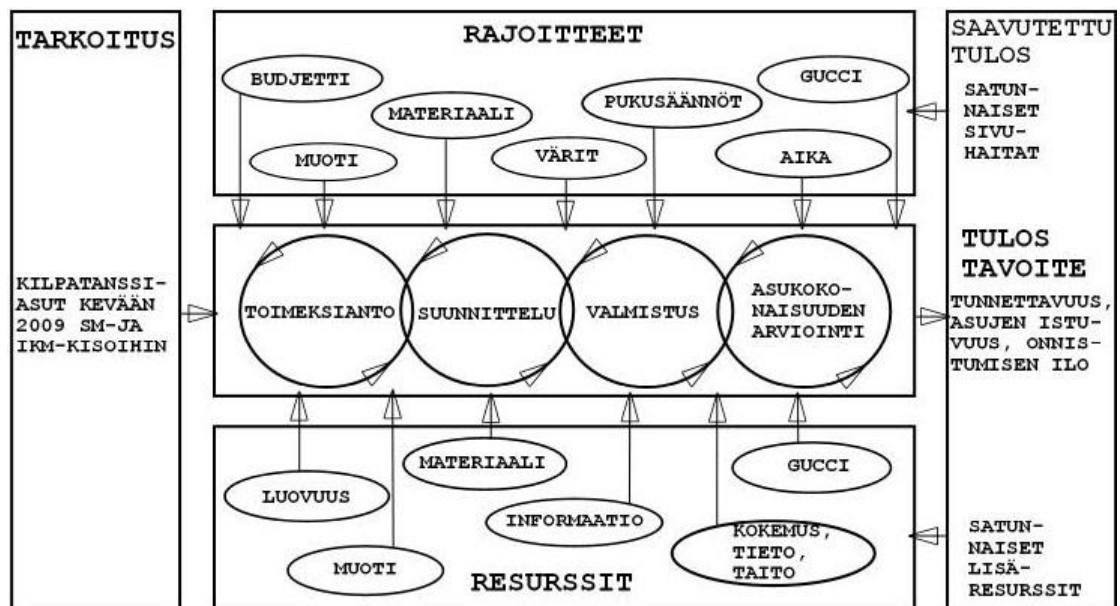 TARKOITUS
KILPATANSSI-
ASUT KEVÄÄN
2009 SM-JA
IKM-KISOIHIN
RAJOITTEET
BUDJETTI
MUOTI
MATERIAALI
VÄRIT
PUKUSÄÄNNÖT
AIKA
GUCCI
TOIMEKSIANTO
SUUNNITTELU
VALMISTUS
ASUKOKO-
NAISUUDEN
ARVIOINTI
LUOVUUS
MUOTI
MATERIAALI
INFORMAATIO
KOKEMUS,
TIETO,
TAITO
GUCCI
RESURSSIT
SAAVUTETTU
TULOS
SATUN-
NAISET
SIVU-
HAITAT
TULOS
TAVOITE
TUNNETTAVUUS,
ASUJEN ISTU-
VUUS, ONNIS-
TUMISEN ILO
SATUN-
NAISET
LISÄ-
RESURSSIT